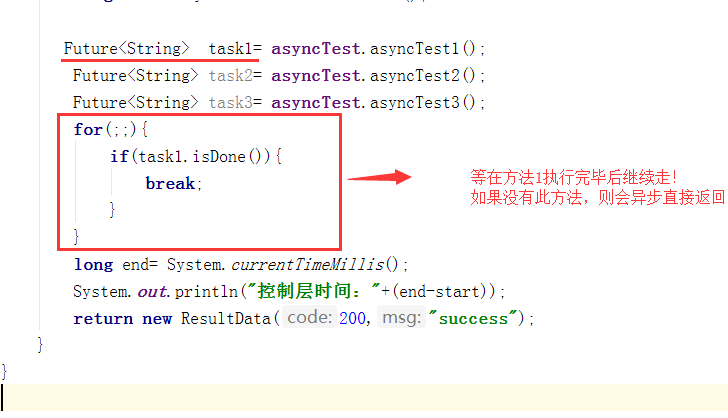 Future<String> task1= asyncTest.asyncTest1();
Future<String> task2= asyncTest.asyncTest2();
Future<String> task3= asyncTest.asyncTest3();
for(;;){
if(task1.isDone()){
break;
}
}
等在方法1执行完毕后继续走!
如果没有此方法，则会异步直接返回
long end= System.currentTimeMillis();
System.out.println("控制层时间："+(end-start));
return new ResultData( code: 200, msg: "success");
}
}